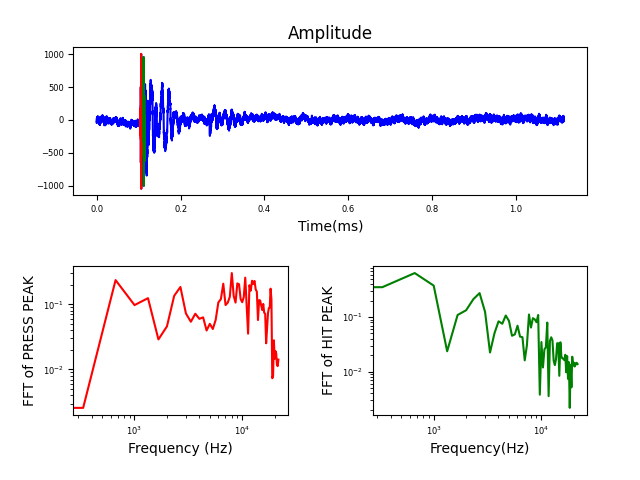 Amplitude
1000
500
0
−500
−1000
0.0 0.2 0.4 0.6 0.8 1.0
Time(ms)
FFT of PRESS PEAK
10⁻¹
10⁻²
10³ 10⁴
Frequency (Hz)
FFT of HIT PEAK
10⁻¹
10⁻²
10³ 10⁴
Frequency(Hz)